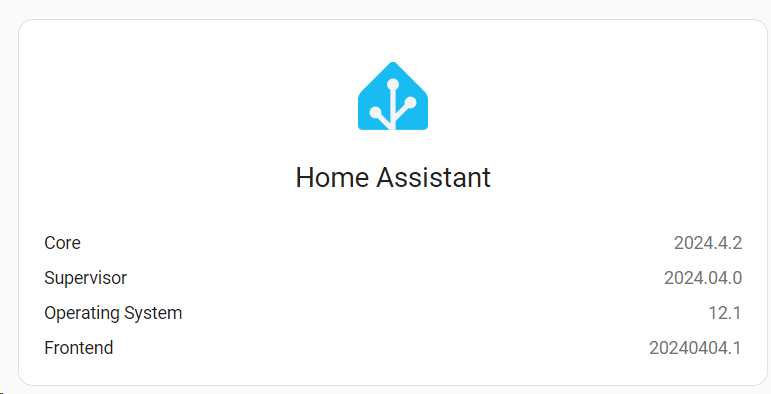 Home Assistant
Core 2024.4.2
Supervisor 2024.04.0
Operating System 12.1
Frontend 20240404.1